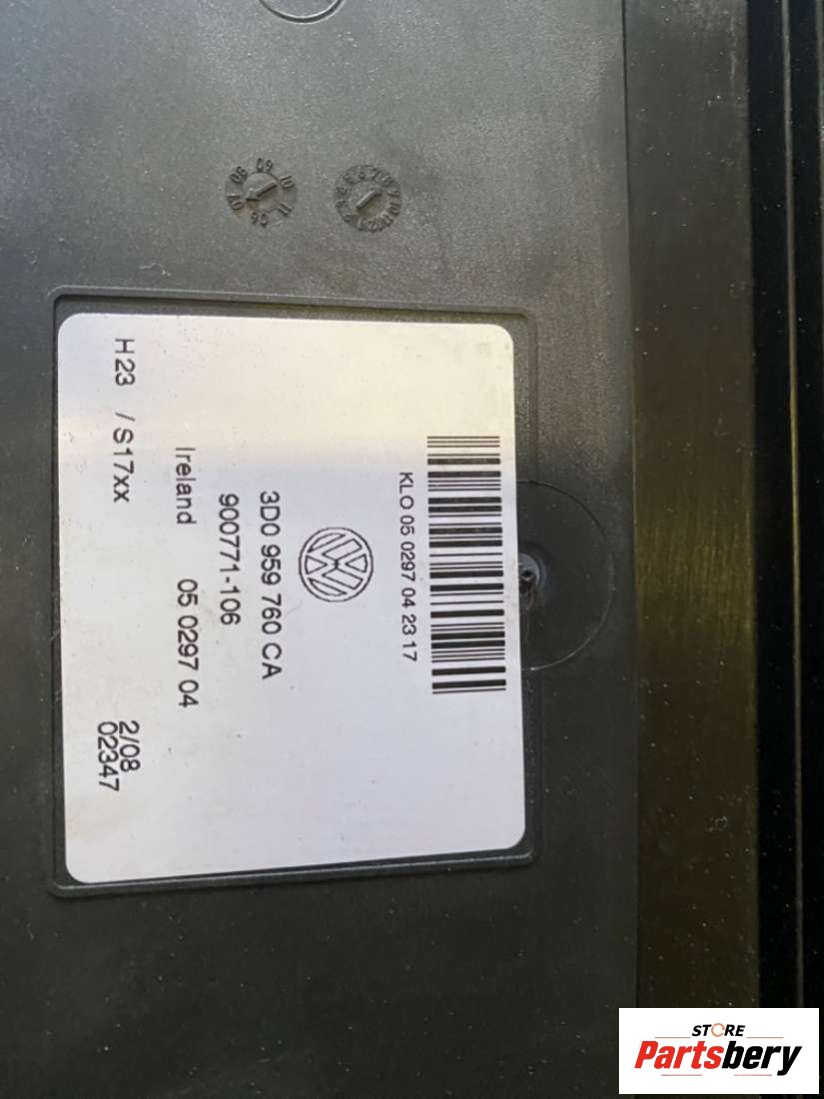 KLO 05 0297 04 23 17
3D0 959 760 CA
900771-106
Ireland 05 0297 04
H23 / S17xx
2/08
02347
STORE
Partsbery